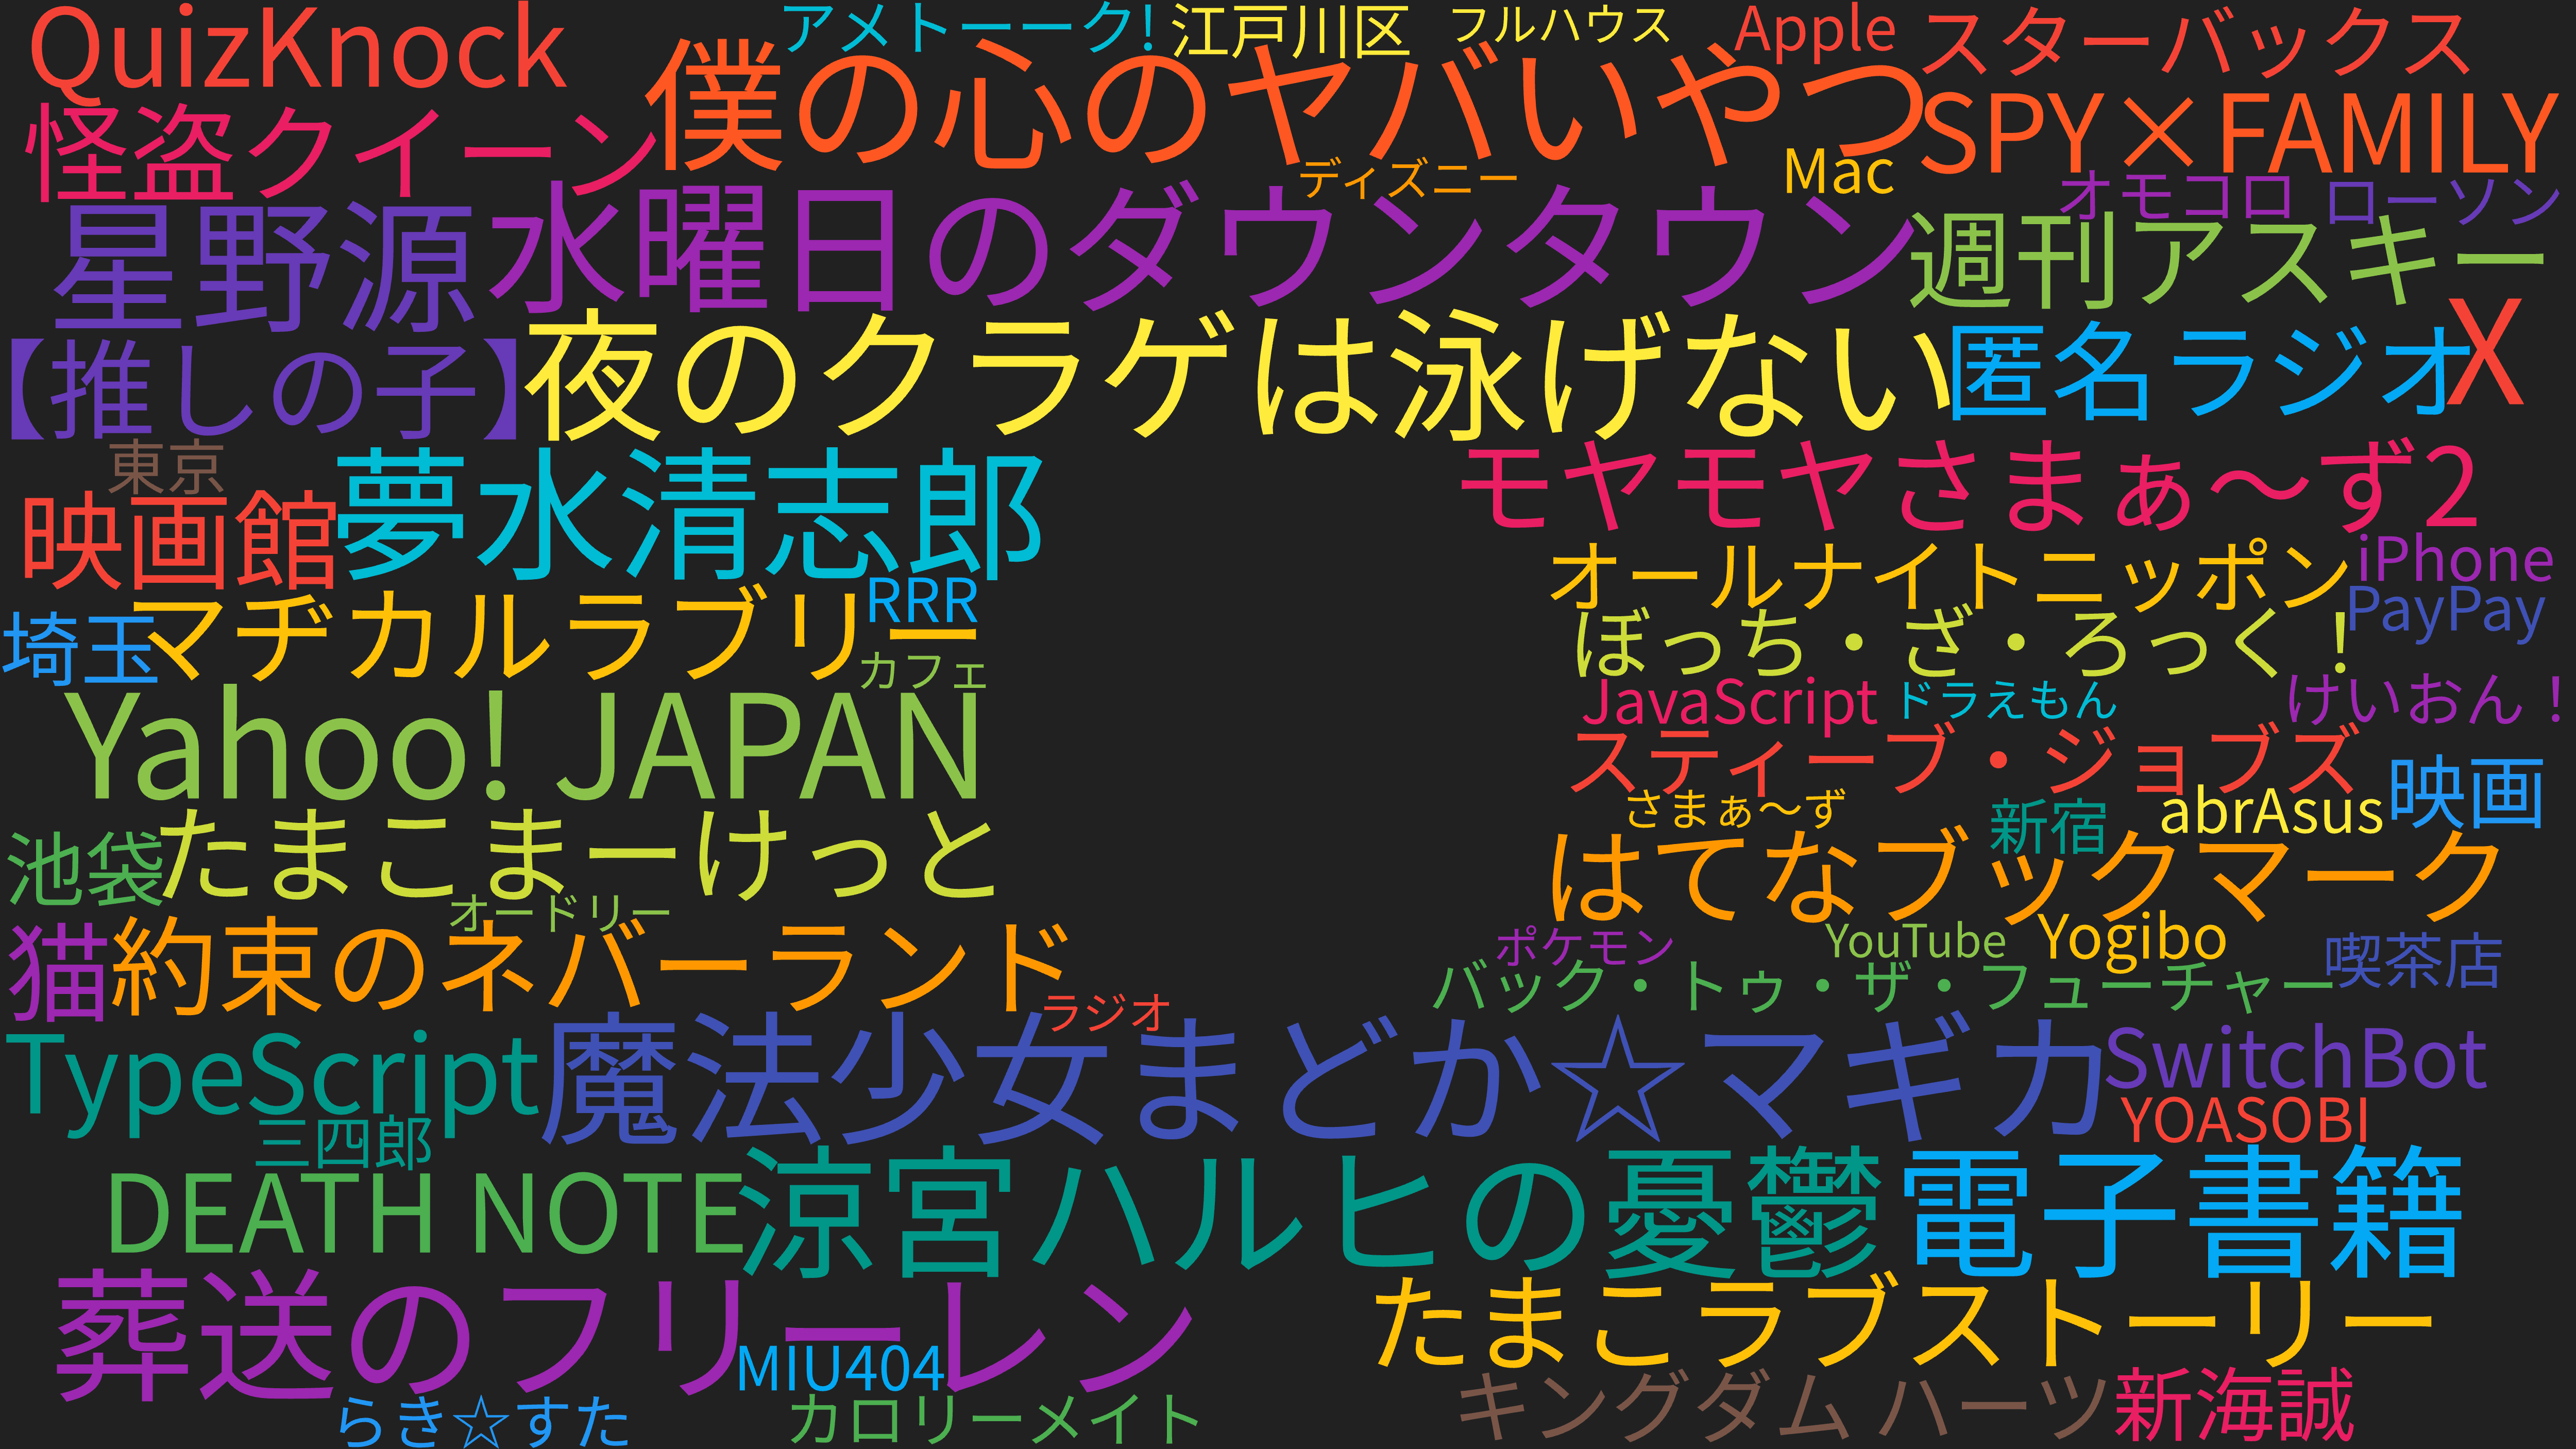 QuizKnock
アメトーーク!
江戸川区
フルハウス
Apple
スターバックス
怪盗クイーン
僕の心のヤバいやつ
SPY×FAMILY
ディズニー
Mac
オモコロ
ローソン
星野源
水曜日のダウンタウン
週刊アスキー
【推しの子】
夜のクラゲは泳げない
匿名ラジオ
X
東京
映画館
夢水清志郎
モヤモヤさまぁ〜ず2
オールナイトニッポン
iPhone
RRR
PayPay
埼玉
マヂカルラブリー
ぼっち・ざ・ろっく！
カフェ
JavaScript
ドラえもん
けいおん！
Yahoo! JAPAN
スティーブ・ジョブズ
映画
さまぁ〜ず
新宿
abrAsus
池袋
たまこまーけっと
はてなブックマーク
オードリー
猫
約束のネバーランド
ポケモン
YouTube
Yogibo
喫茶店
バック・トゥ・ザ・フューチャー
ラジオ
TypeScript
魔法少女まどか☆マギカ
SwitchBot
YOASOBI
三四郎
DEATH NOTE
涼宮ハルヒの憂鬱
電子書籍
葬送のフリーレン
たまこラブストーリー
MIU404
らき☆すた
カロリーメイト
キングダム ハーツ
新海誠